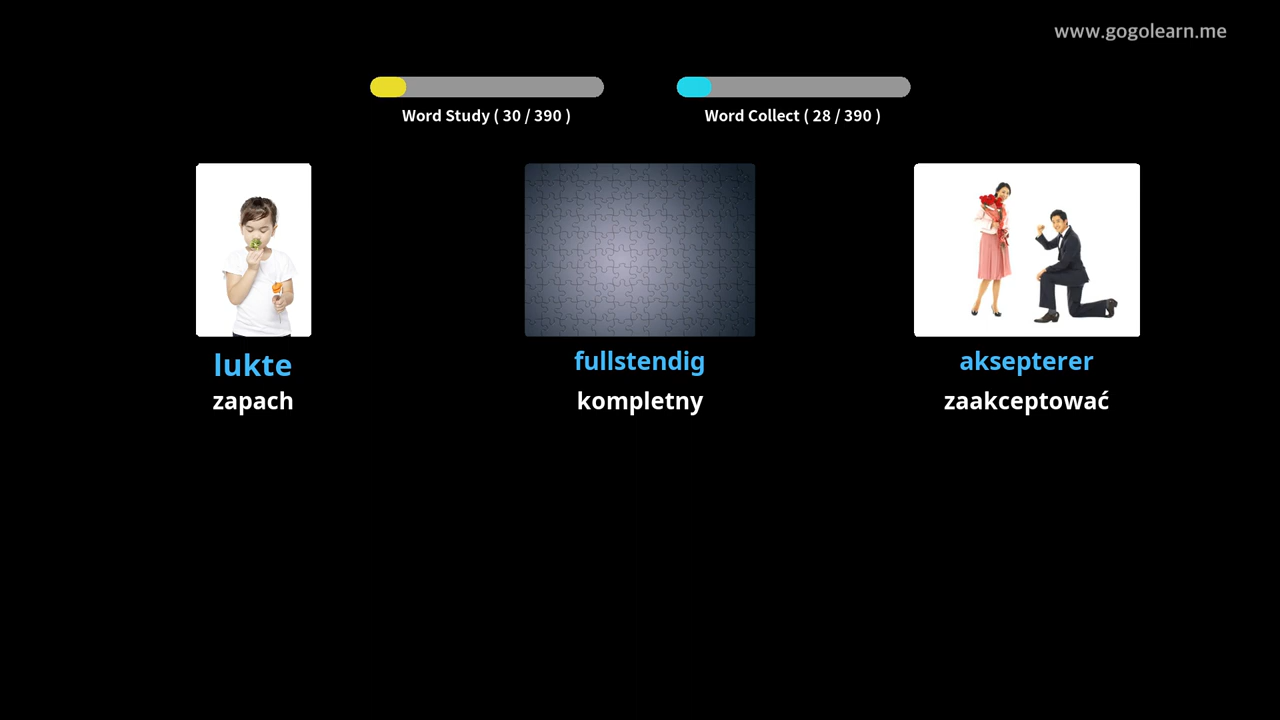 www.gogolearn.me
Word Study ( 30 / 390 )
Word Collect ( 28 / 390 )
lukte
zapach
fullstendig
kompletny
aksepterer
zaakceptować